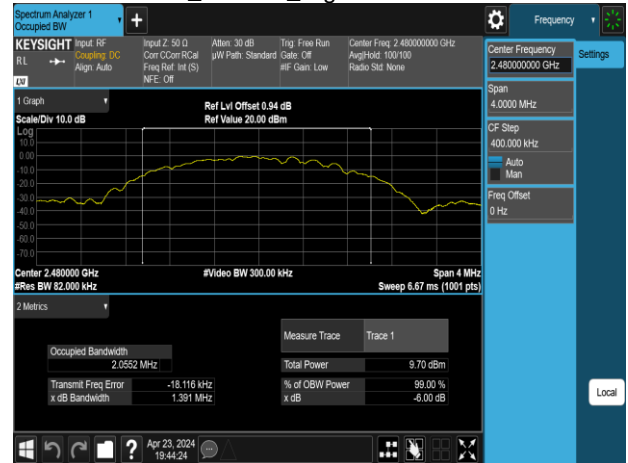 Spectrum Analyzer 1
Occupied BW
Frequency
KEYSIGHT
RL
LXI
Input: RF
Coupling: DC
Align: Auto
Input Z: 50 Ω
Corr CCorr RCal
Freq Ref: Int (S)
NFE: Off
Atten: 30 dB
µW Path: Standard
Trig: Free Run
Gate: Off
#IF Gain: Low
Center Freq: 2.480000000 GHz
Avg|Hold: 100/100
Radio Std: None
Center Frequency
2.480000000 GHz
Settings
Span
4.0000 MHz
CF Step
400.000 kHz
Auto
Man
Freq Offset
0 Hz
Local
1 Graph
Scale/Div 10.0 dB
Ref Lvl Offset 0.94 dB
Ref Value 20.00 dBm
Log
10.0
0.00
-10.0
-20.0
-30.0
-40.0
-50.0
-60.0
-70.0
Center 2.480000 GHz
#Res BW 82.000 kHz
#Video BW 300.00 kHz
Span 4 MHz
Sweep 6.67 ms (1001 pts)
2 Metrics
Measure Trace Trace 1
Occupied Bandwidth
2.0552 MHz
Total Power 9.70 dBm
Transmit Freq Error -18.116 kHz
% of OBW Power 99.00 %
x dB Bandwidth 1.391 MHz
x dB -6.00 dB
?
Apr 23, 2024
19:44:24